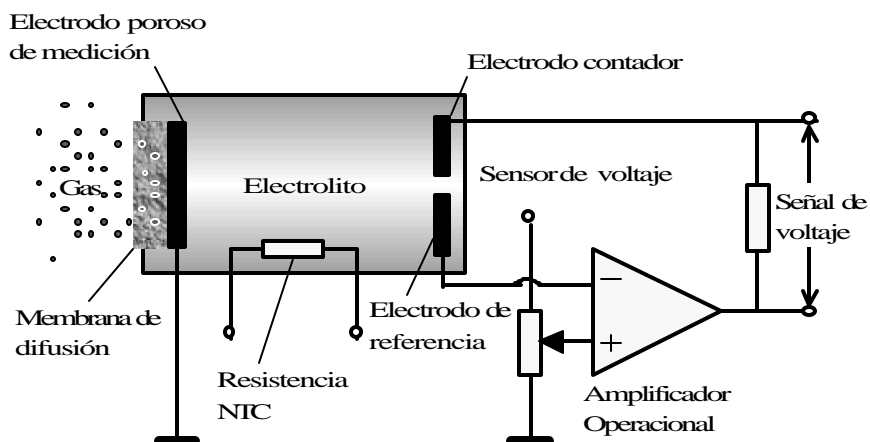 Electrodo poroso
de medición
Electrodo contador
Gas
Electrolito
Sensor de voltaje
Señal de
voltaje
Membrana de
difusión
Electrodo de
referencia
Resistencia
NTC
Amplificador
Operacional
−
+